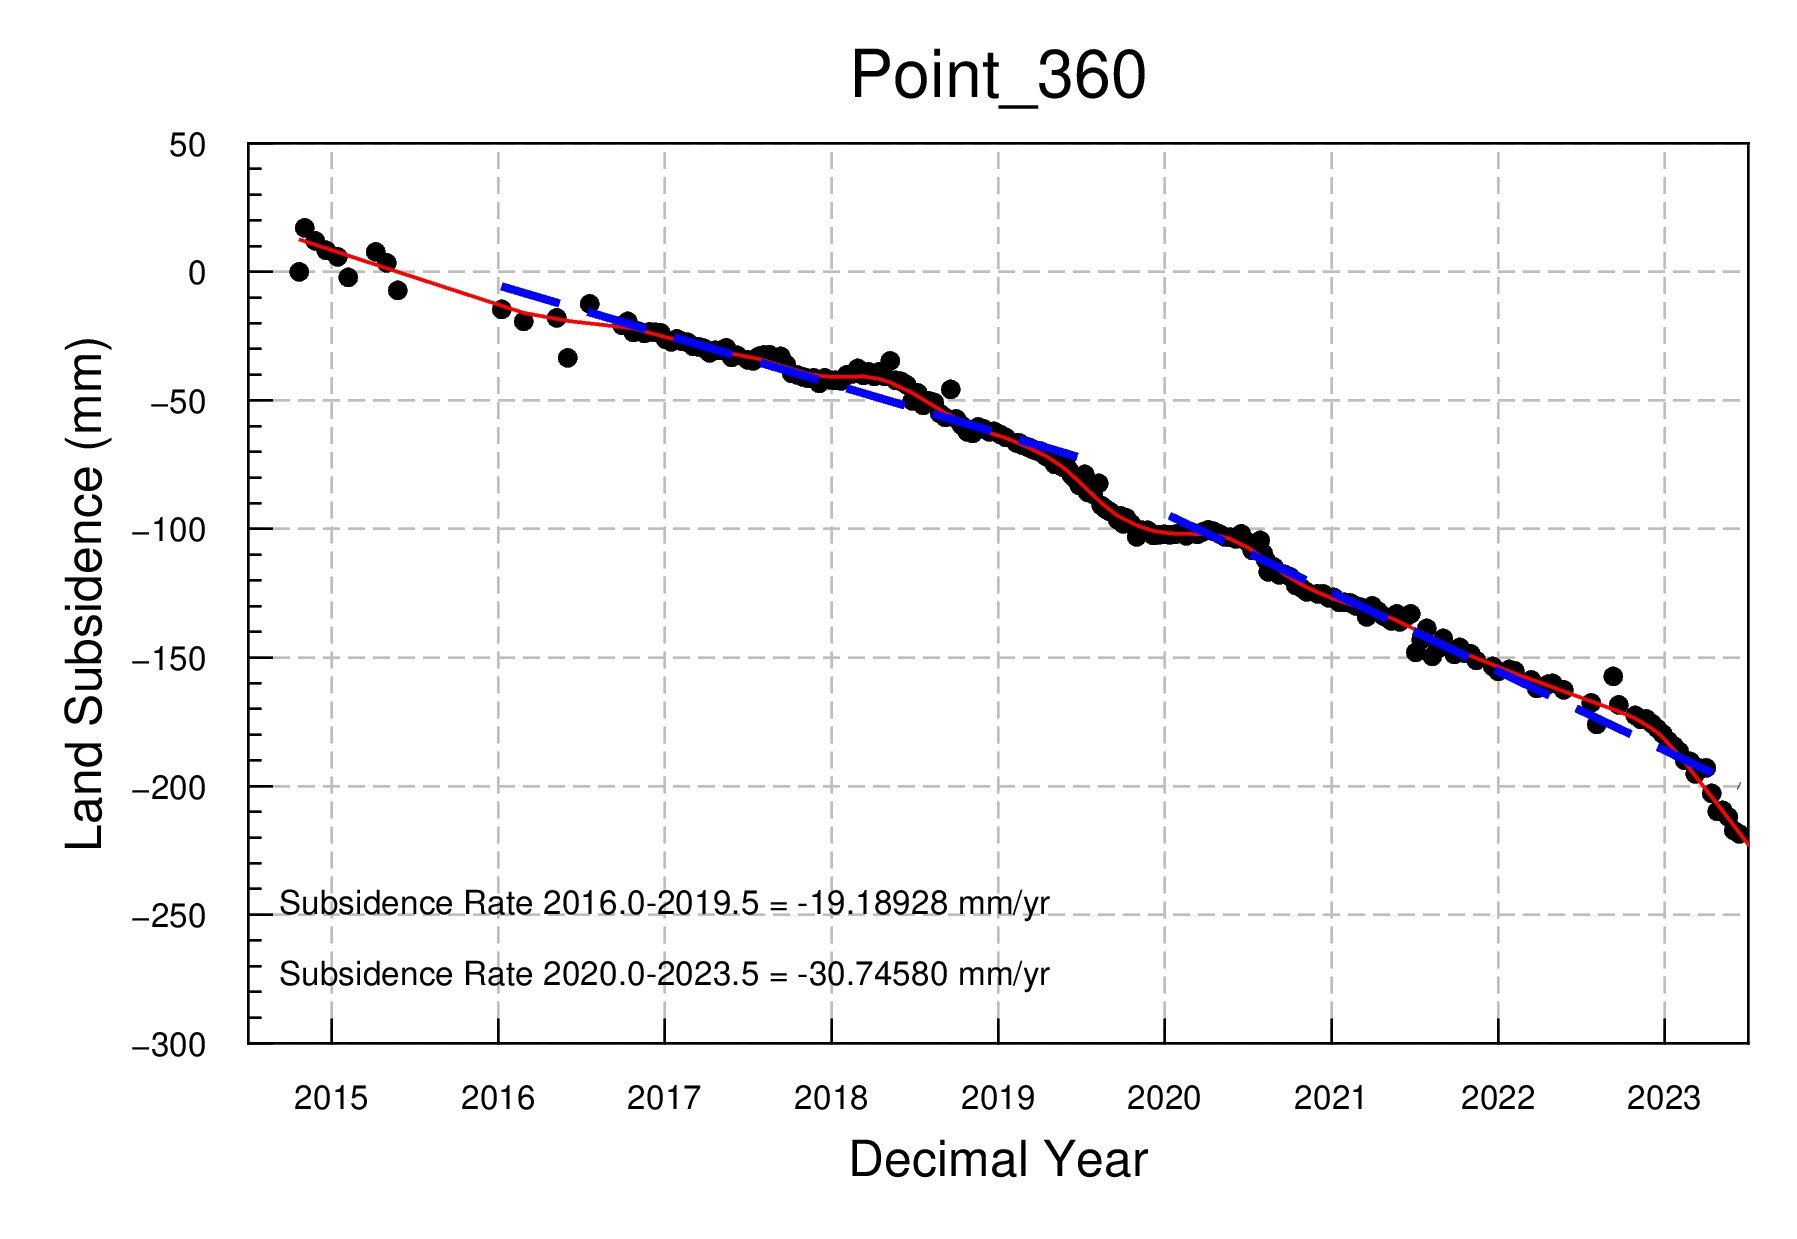 Point_360
50
0
−50
−100
−150
−200
−250
−300
Land Subsidence (mm)
Subsidence Rate 2016.0-2019.5 = -19.18928 mm/yr
Subsidence Rate 2020.0-2023.5 = -30.74580 mm/yr
2015 2016 2017 2018 2019 2020 2021 2022 2023
Decimal Year